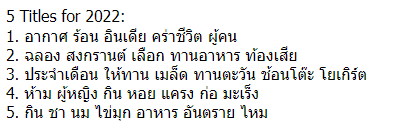 5 Titles for 2022:
1. อากาศ ร้อน อินเดีย คร่าชีวิต ผู้คน
2. ฉลอง สงกรานต์ เลือก ทานอาหาร ท้องเสีย
3. ประจำเดือน ให้ทาน เมล็ด ทานตะวัน ช้อนโต๊ะ โยเกิร์ต
4. ห้าม ผู้หญิง กิน หอย แครง ก่อ มะเร็ง
5. กิน ชา นม ไข่มุก อาหาร อันตราย ไหม